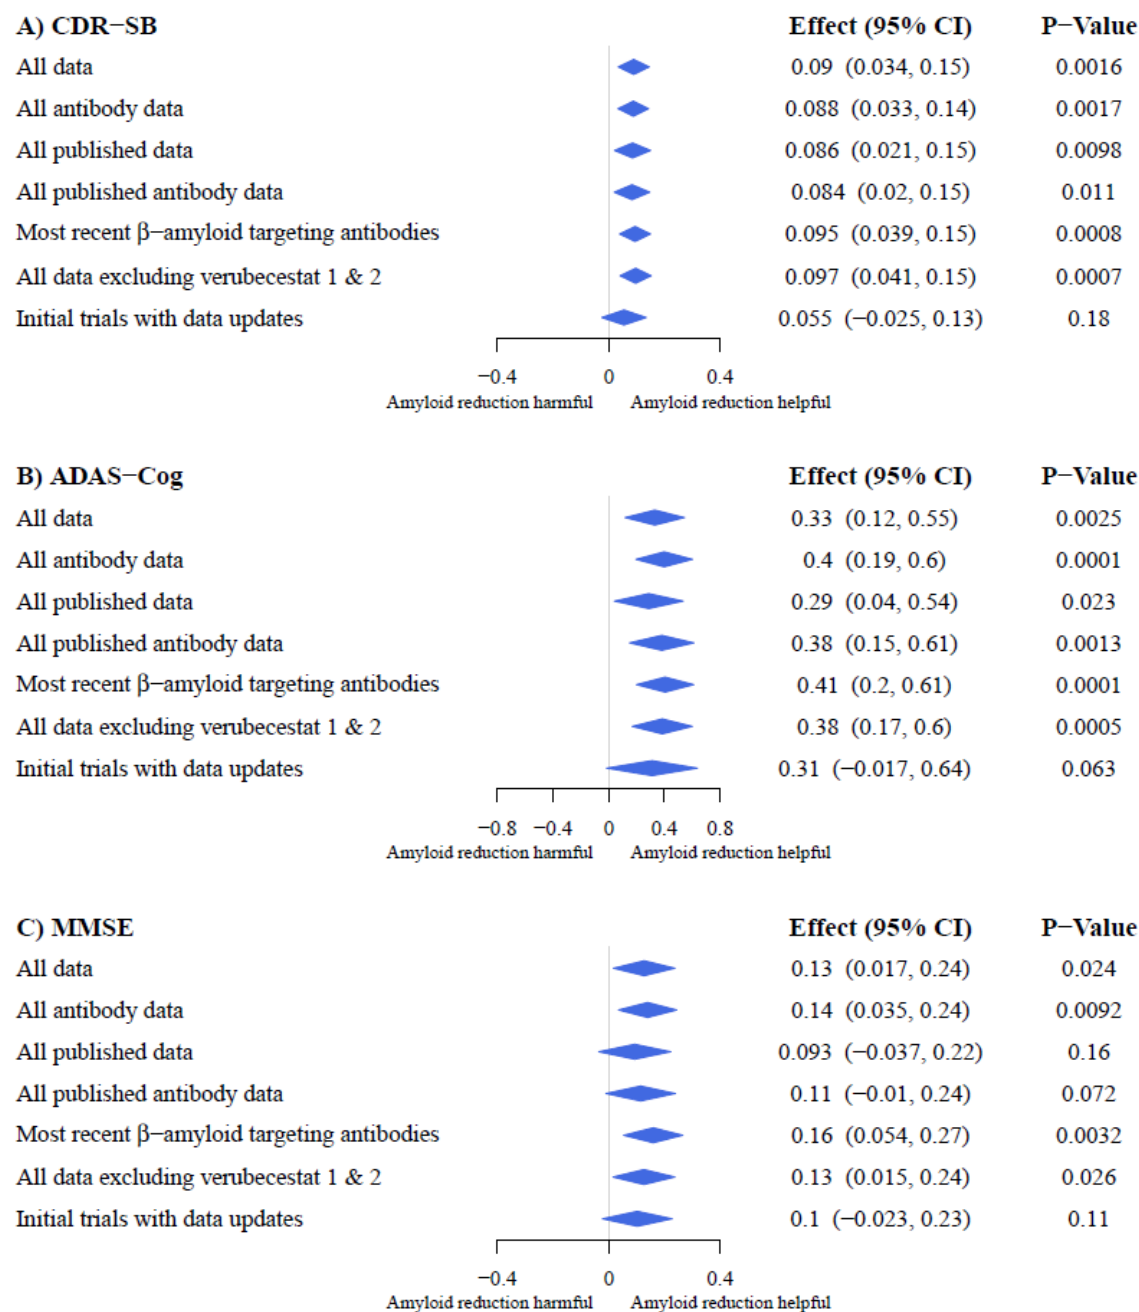 A) CDR−SB Effect (95% CI) P−Value
All data 0.09 (0.034, 0.15) 0.0016
All antibody data 0.088 (0.033, 0.14) 0.0017
All published data 0.086 (0.021, 0.15) 0.0098
All published antibody data 0.084 (0.02, 0.15) 0.011
Most recent β−amyloid targeting antibodies 0.095 (0.039, 0.15) 0.0008
All data excluding verubecestat 1 & 2 0.097 (0.041, 0.15) 0.0007
Initial trials with data updates 0.055 (−0.025, 0.13) 0.18
−0.4 0 0.4
Amyloid reduction harmful Amyloid reduction helpful
B) ADAS−Cog Effect (95% CI) P−Value
All data 0.33 (0.12, 0.55) 0.0025
All antibody data 0.4 (0.19, 0.6) 0.0001
All published data 0.29 (0.04, 0.54) 0.023
All published antibody data 0.38 (0.15, 0.61) 0.0013
Most recent β−amyloid targeting antibodies 0.41 (0.2, 0.61) 0.0001
All data excluding verubecestat 1 & 2 0.38 (0.17, 0.6) 0.0005
Initial trials with data updates 0.31 (−0.017, 0.64) 0.063
−0.8 −0.4 0 0.4 0.8
Amyloid reduction harmful Amyloid reduction helpful
C) MMSE Effect (95% CI) P−Value
All data 0.13 (0.017, 0.24) 0.024
All antibody data 0.14 (0.035, 0.24) 0.0092
All published data 0.093 (−0.037, 0.22) 0.16
All published antibody data 0.11 (−0.01, 0.24) 0.072
Most recent β−amyloid targeting antibodies 0.16 (0.054, 0.27) 0.0032
All data excluding verubecestat 1 & 2 0.13 (0.015, 0.24) 0.026
Initial trials with data updates 0.1 (−0.023, 0.23) 0.11
−0.4 0 0.4
Amyloid reduction harmful Amyloid reduction helpful